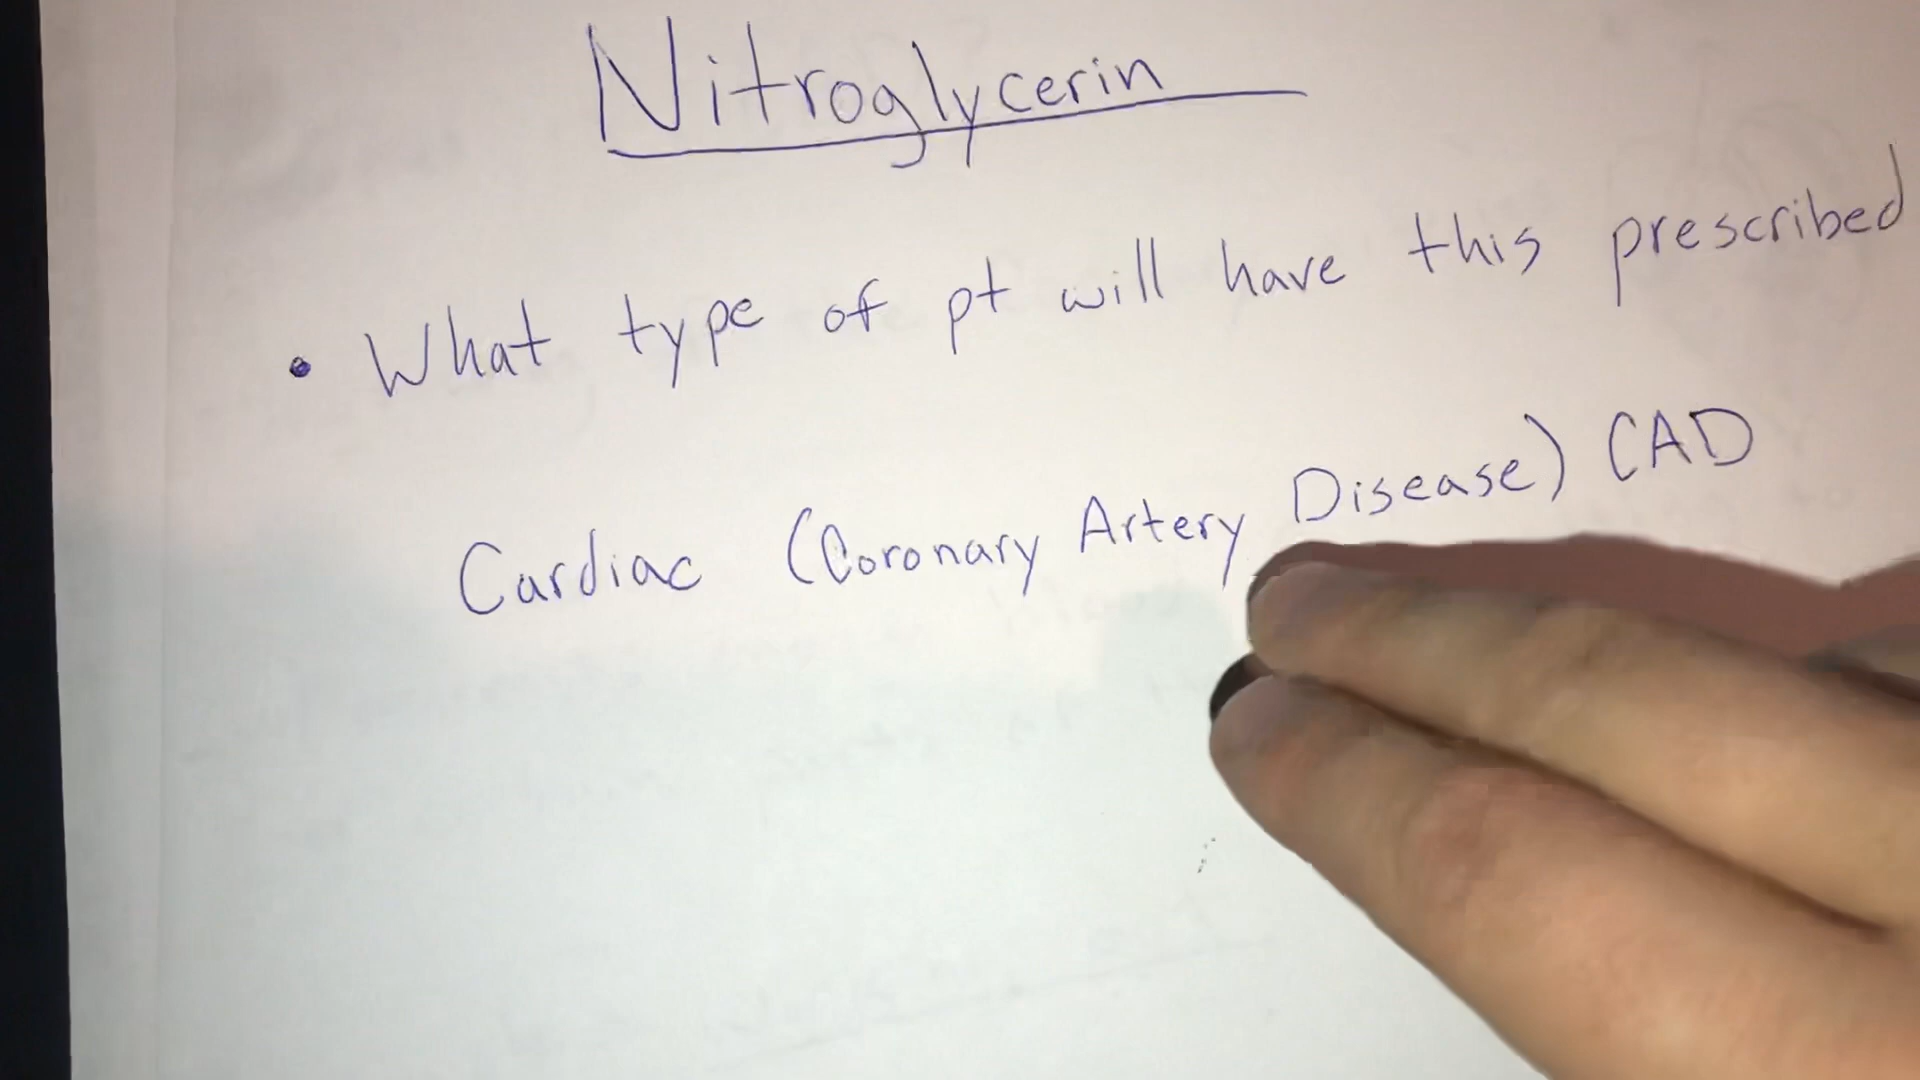 Nitroglycerin
• What type of pt will have this prescribed
Cardiac (Coronary Artery Disease) CAD